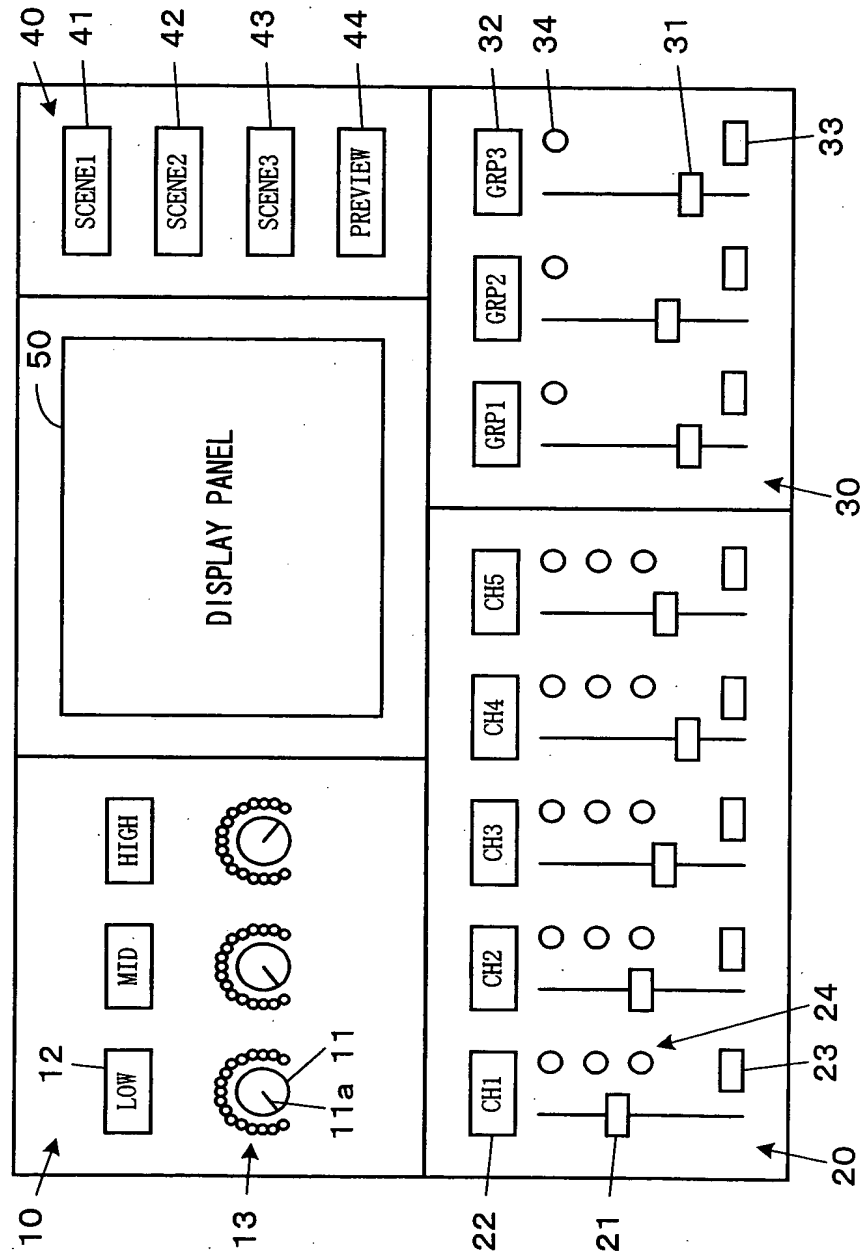 10
12
LOW
MID
HIGH
13
11a
11
50
DISPLAY PANEL
40
41
SCENE1
42
SCENE2
43
SCENE3
44
PREVIEW
22
CH1
CH2
CH3
CH4
CH5
21
24
23
20
GRP1
GRP2
GRP3
32
34
31
33
30